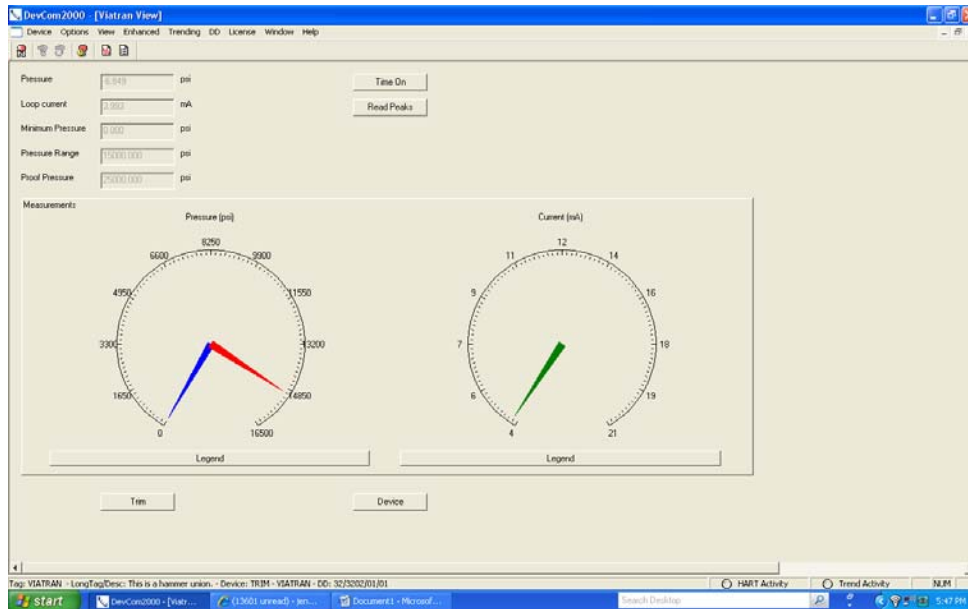 DevCom2000 - [Viatran View]
Device Options View Enhanced Trending DD License Window Help
Pressure psi
Time On
Loop current mA
Read Peaks
Minimum Pressure 0.000 psi
Pressure Range 15000.000 psi
Proof Pressure 25000.000 psi
Measurements
Pressure (psi)
0
1650
3300
4950
6600
8250
9900
11550
13200
14850
16500
Legend
Current (mA)
4
6
7
9
11
12
14
16
18
19
21
Legend
Trim
Device
Tag: VIATRAN - LongTag/Desc: This is a hammer union. - Device: TRIM - VIATRAN - DD: 32/3202/01/01
HART Activity
Trend Activity
NUM
start
DevCom2000 - [Viatr...
(13601 unread) - jen...
Document1 - Microsof...
Search Desktop
5:47 PM